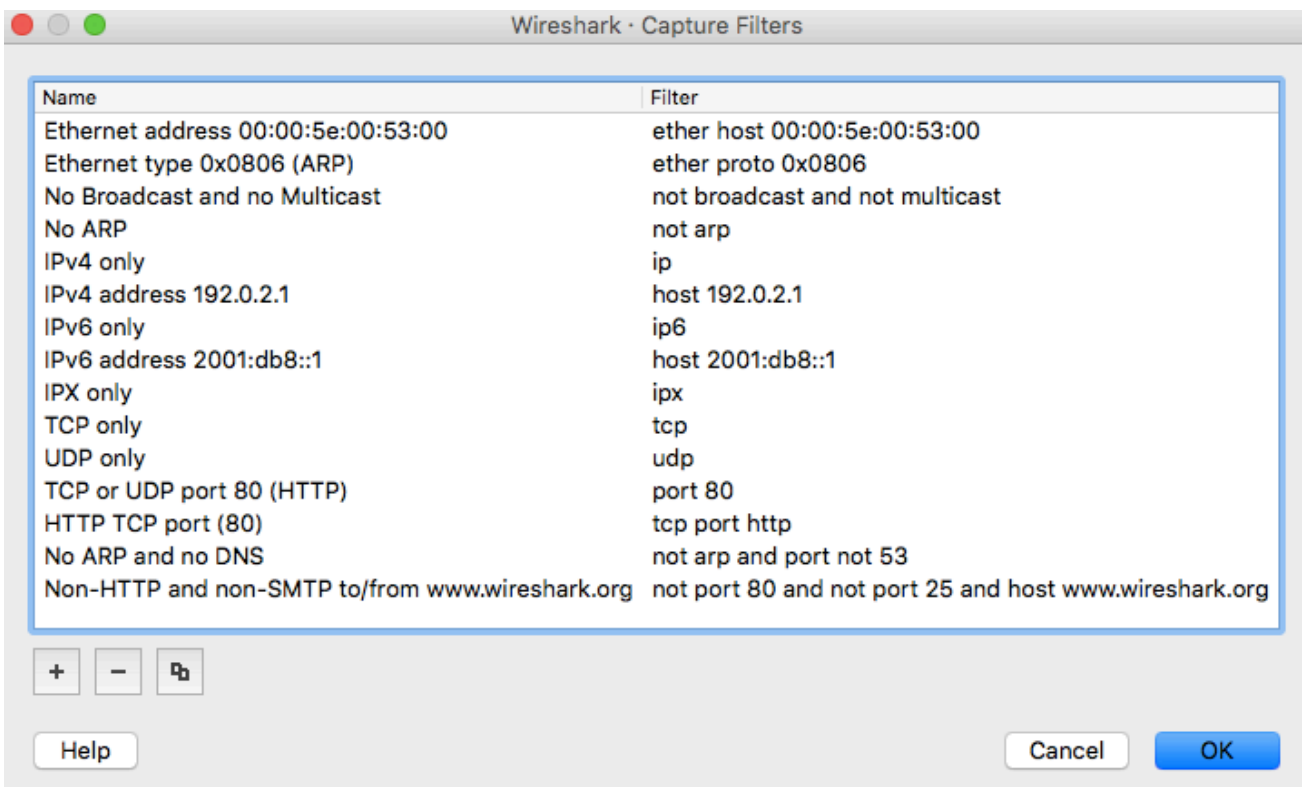 Wireshark · Capture Filters
Name Filter
Ethernet address 00:00:5e:00:53:00 ether host 00:00:5e:00:53:00
Ethernet type 0x0806 (ARP) ether proto 0x0806
No Broadcast and no Multicast not broadcast and not multicast
No ARP not arp
IPv4 only ip
IPv4 address 192.0.2.1 host 192.0.2.1
IPv6 only ip6
IPv6 address 2001:db8::1 host 2001:db8::1
IPX only ipx
TCP only tcp
UDP only udp
TCP or UDP port 80 (HTTP) port 80
HTTP TCP port (80) tcp port http
No ARP and no DNS not arp and port not 53
Non-HTTP and non-SMTP to/from www.wireshark.org not port 80 and not port 25 and host www.wireshark.org
+ −
Help Cancel OK